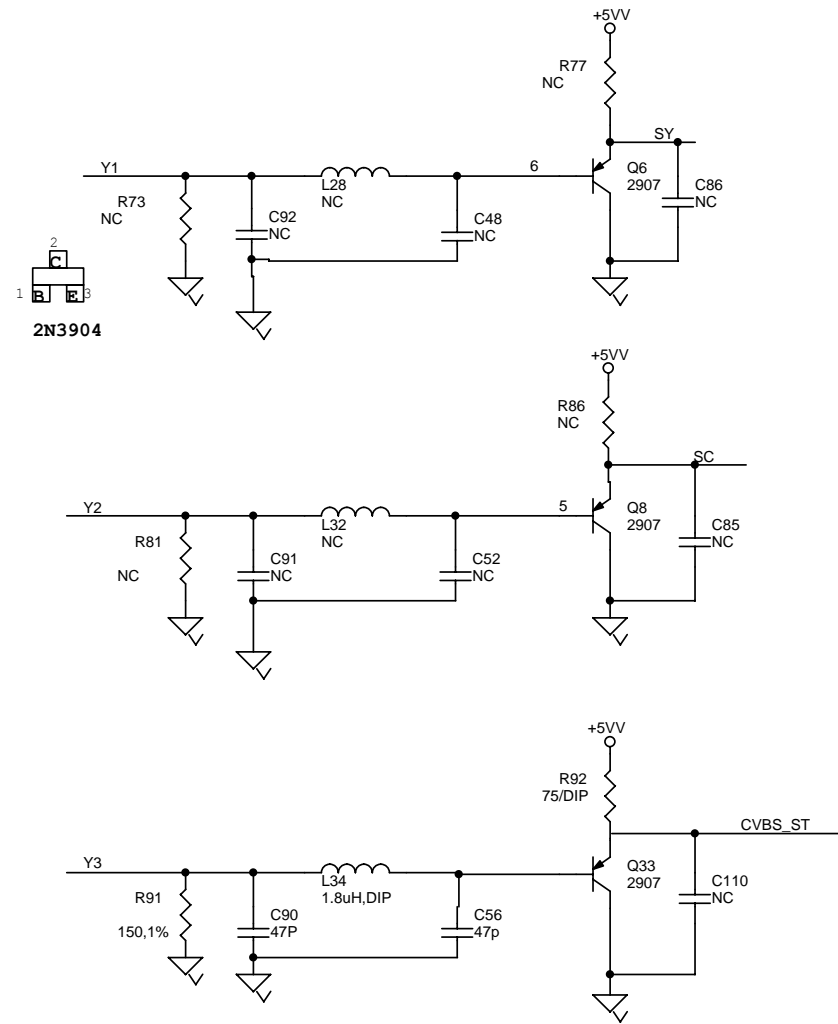 +5VV
R77
NC
SY
Y1
6
Q6
2907
C86
NC
R73
NC
L28
NC
C92
NC
C48
NC
2
C
1
B
E
3
2N3904
+5VV
R86
NC
SC
Y2
5
Q8
2907
C85
NC
R81
NC
L32
NC
C91
NC
C52
NC
+5VV
R92
75/DIP
CVBS_ST
Y3
Q33
2907
C110
NC
L34
1.8uH,DIP
R91
150,1%
C90
47P
C56
47p